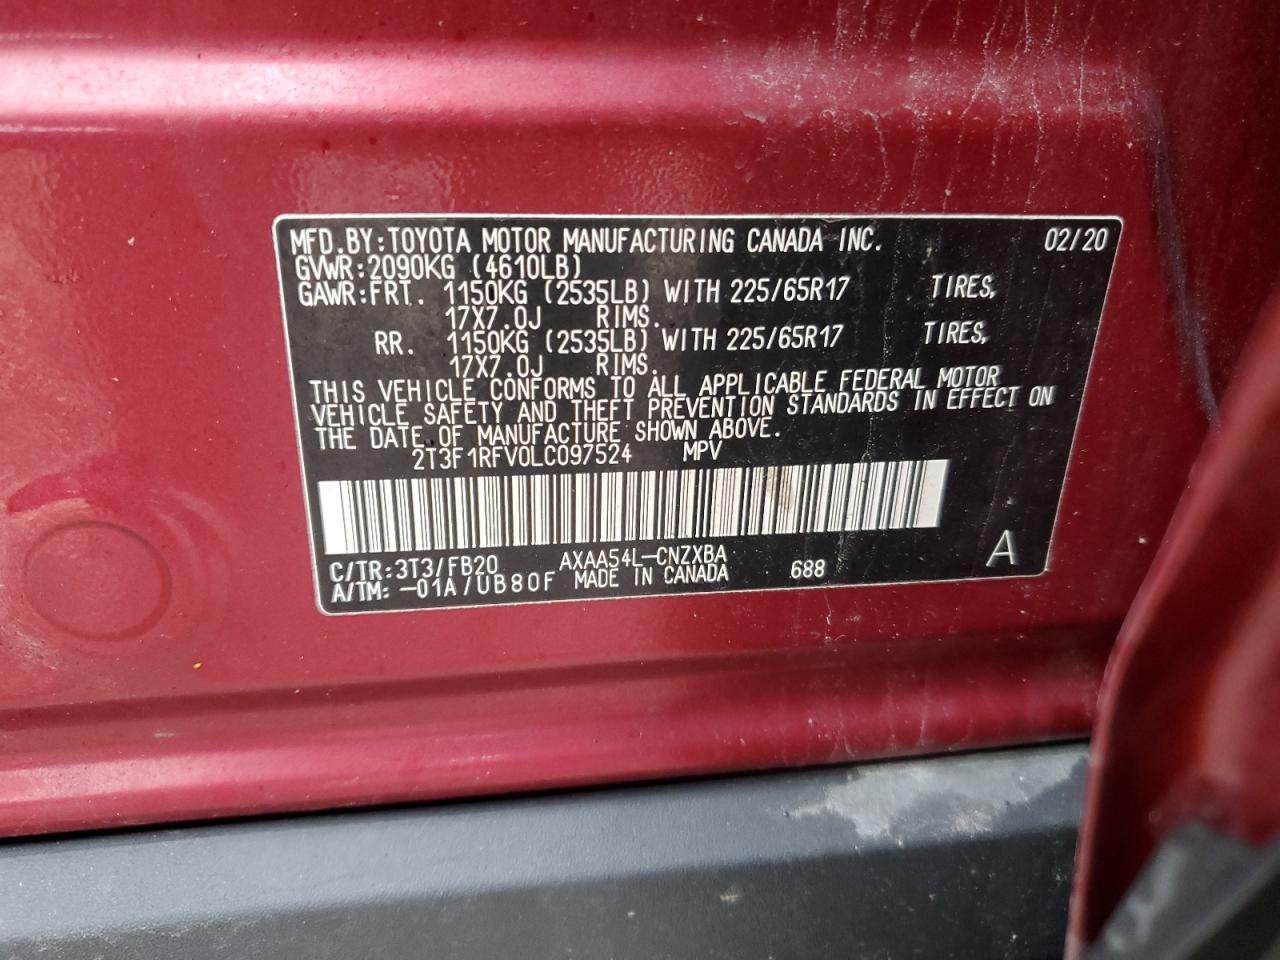 MFD.BY:TOYOTA MOTOR MANUFACTURING CANADA INC. 02/20
GVWR:2090KG (4610LB)
GAWR:FRT. 1150KG (2535LB) WITH 225/65R17 TIRES,
17X7.0J RIMS.
RR. 1150KG (2535LB) WITH 225/65R17 TIRES,
17X7.0J RIMS.
THIS VEHICLE CONFORMS TO ALL APPLICABLE FEDERAL MOTOR
VEHICLE SAFETY AND THEFT PREVENTION STANDARDS IN EFFECT ON
THE DATE OF MANUFACTURE SHOWN ABOVE.
2T3F1RFV0LC097524 MPV
C/TR:3T3/FB20 AXAA54L-CNZXBA A
A/TM:-01A/UB80F MADE IN CANADA 688